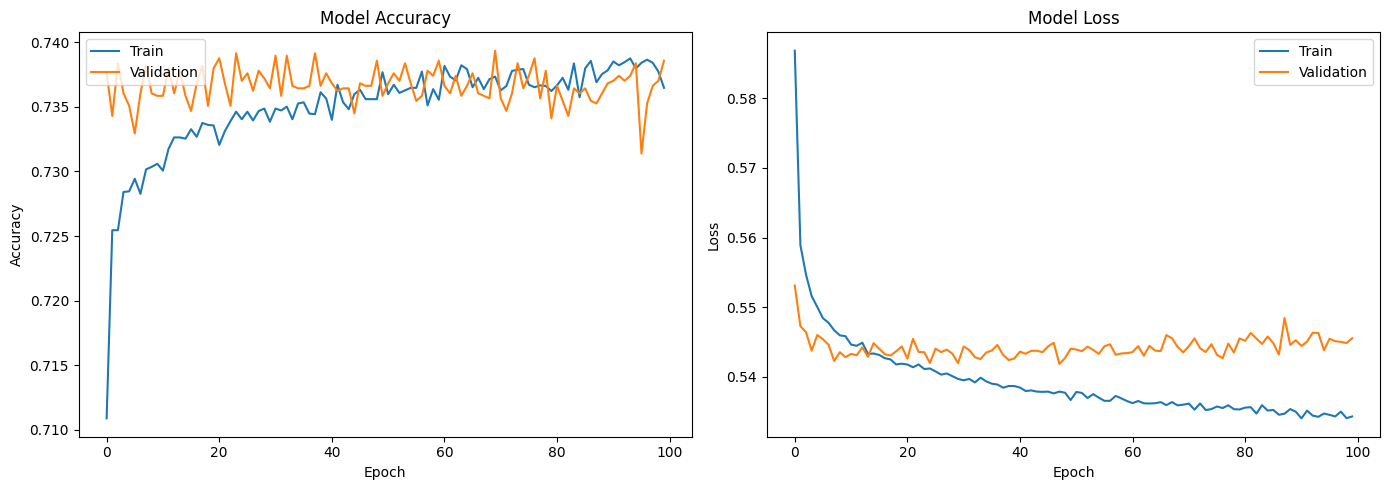 Model Accuracy
Train
Validation
0.740
0.735
0.730
0.725
0.720
0.715
0.710
Accuracy
0
20
40
60
80
100
Epoch
Model Loss
Train
Validation
0.58
0.57
0.56
0.55
0.54
Loss
0
20
40
60
80
100
Epoch